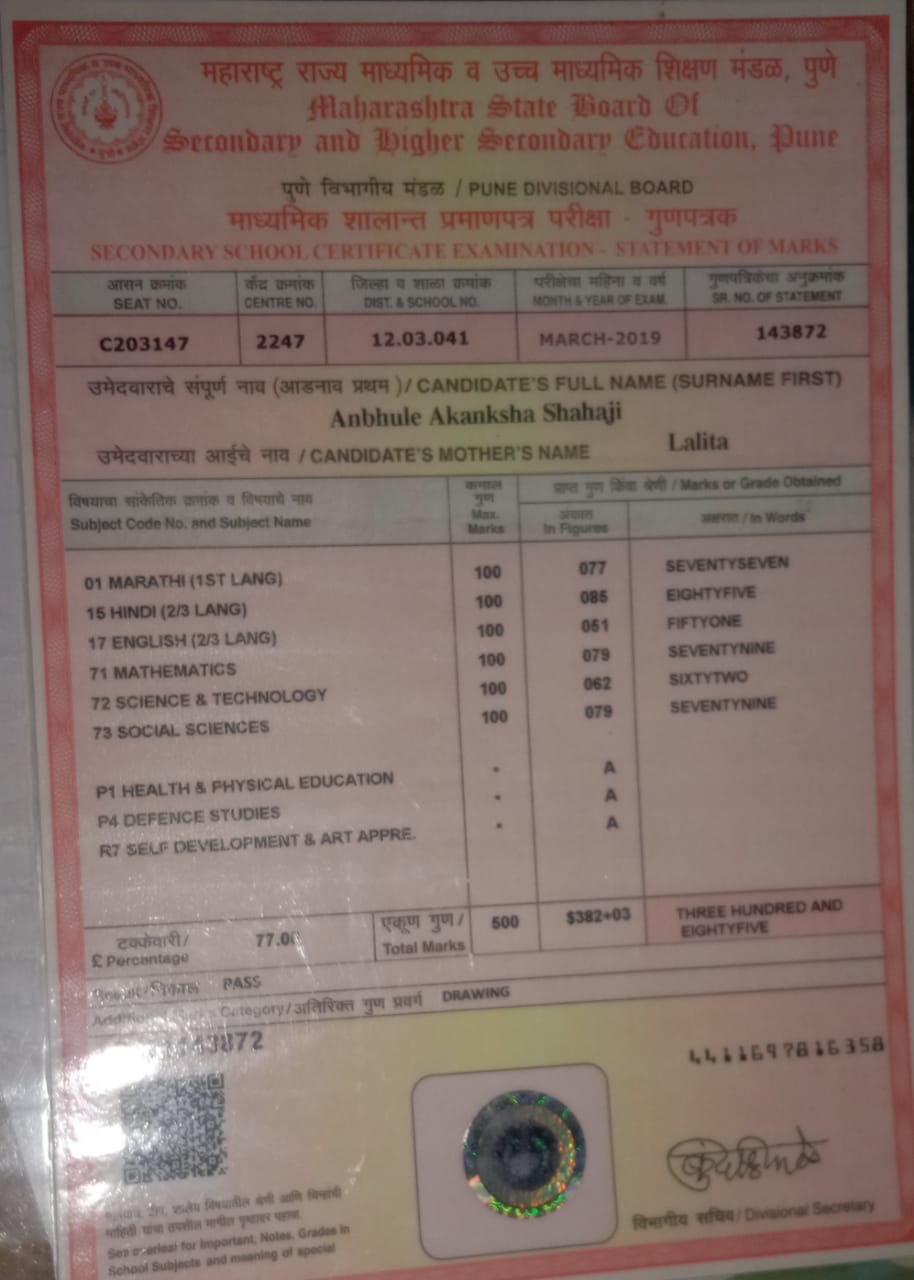 महाराष्ट्र राज्य माध्यमिक व उच्च माध्यमिक शिक्षण मंडळ, पुणे
Maharashtra State Board Of
Secondary and Higher Secondary Education, Pune
पुणे विभागीय मंडळ / PUNE DIVISIONAL BOARD
माध्यमिक शालान्त प्रमाणपत्र परीक्षा - गुणपत्रक
SECONDARY SCHOOL CERTIFICATE EXAMINATION - STATEMENT OF MARKS
आसन क्रमांक केंद्र क्रमांक जिल्हा व शाळा क्रमांक परीक्षेचा महिना व वर्ष गुणपत्रिकेचा अनुक्रमांक
SEAT NO. CENTRE NO. DIST. & SCHOOL NO. MONTH & YEAR OF EXAM. SR. NO. OF STATEMENT
C203147 2247 12.03.041 MARCH-2019 143872
उमेदवाराचे संपूर्ण नाव (आडनाव प्रथम )/ CANDIDATE'S FULL NAME (SURNAME FIRST)
Anbhule Akanksha Shahaji
उमेदवाराच्या आईचे नाव / CANDIDATE'S MOTHER'S NAME Lalita
विषयाचा सांकेतिक क्रमांक व विषयाचे नाव कमाल गुण प्राप्त गुण किंवा श्रेणी / Marks or Grade Obtained
Subject Code No. and Subject Name Max. Marks अंकात In Figures अक्षरात / In Words
01 MARATHI (1ST LANG) 100 077 SEVENTYSEVEN
15 HINDI (2/3 LANG) 100 085 EIGHTYFIVE
17 ENGLISH (2/3 LANG) 100 051 FIFTYONE
71 MATHEMATICS 100 079 SEVENTYNINE
72 SCIENCE & TECHNOLOGY 100 062 SIXTYTWO
73 SOCIAL SCIENCES 100 079 SEVENTYNINE
P1 HEALTH & PHYSICAL EDUCATION - A
P4 DEFENCE STUDIES - A
R7 SELF DEVELOPMENT & ART APPRE. - A
टक्केवारी / 77.00 एकूण गुण / 500 $382+03 THREE HUNDRED AND
£ Percentage Total Marks EIGHTYFIVE
/निकाल PASS
Category/अतिरिक्त गुण प्रवर्ग DRAWING
143872
4411697816358
टीप. शालेय विषयातील श्रेणी आणि चिन्हांची
माहिती यांचा तपशील मागील पृष्ठावर पहावा.
See overleaf for Important, Notes, Grades in
School Subjects and meaning of special
विभागीय सचिव / Divisional Secretary